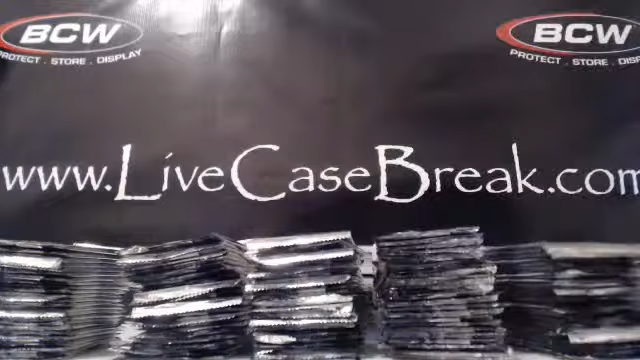 BCW
PROTECT . STORE . DISPLAY
BCW
PROTECT . STORE . DISPLAY
www.LiveCaseBreak.com